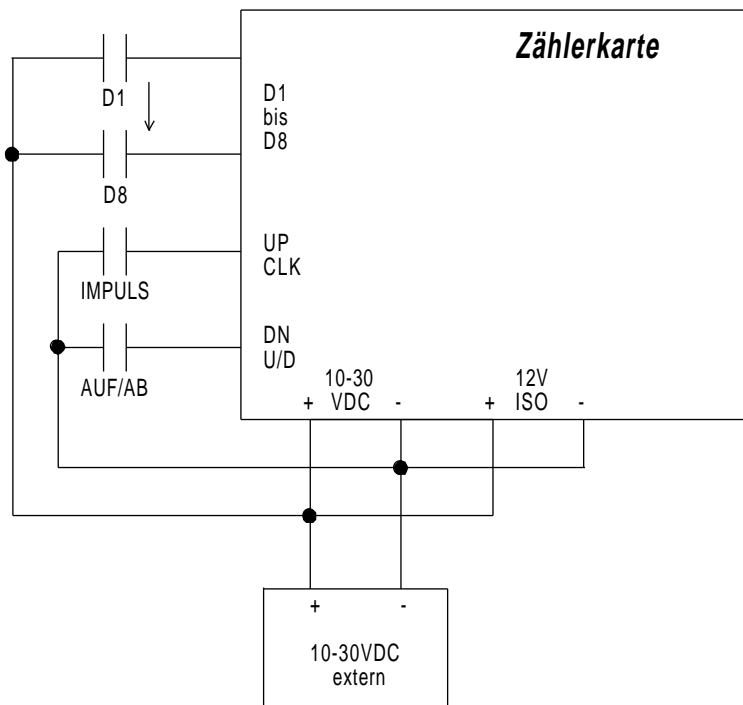 Zählerkarte
D1
D1
bis
D8
D8
UP
CLK
IMPULS
DN
U/D
AUF/AB
10-30
VDC
+ -
12V
ISO
+ -
+ -
10-30VDC
extern